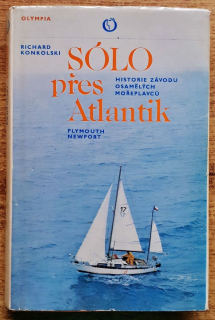 OLYMPIA
RICHARD
KONKOLSKI
SÓLO
přes
Atlantik
HISTORIE ZÁVODU
OSAMĚLÝCH
MOŘEPLAVCŮ
PLYMOUTH
NEWPORT